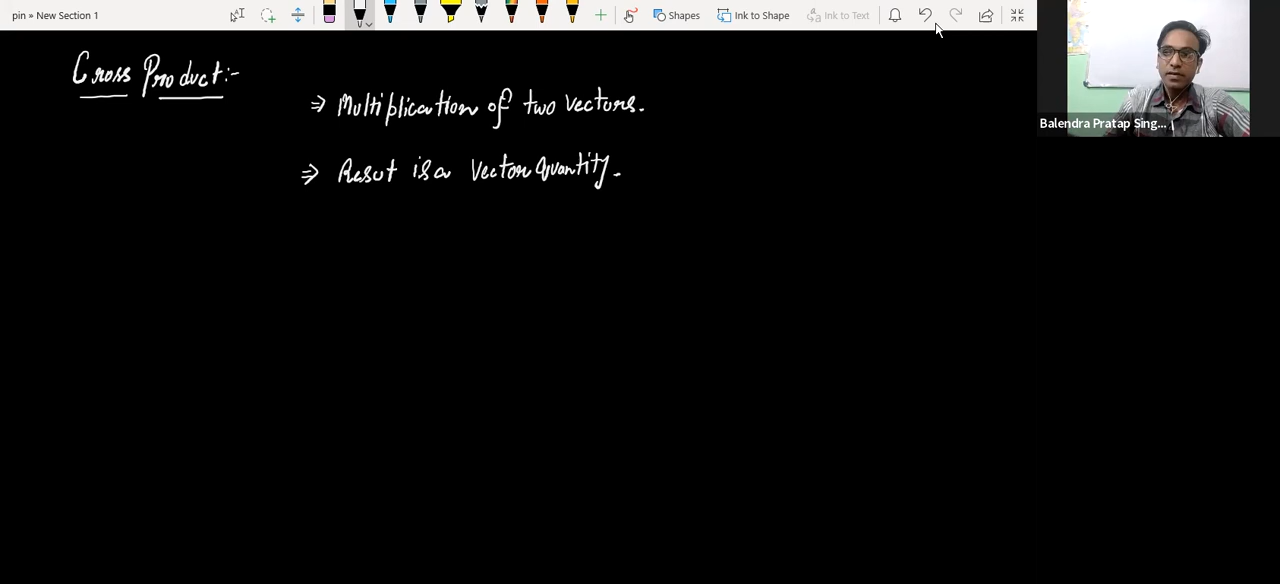 pin » New Section 1
Shapes
Ink to Shape
Ink to Text
Balendra Pratap Sing...
Cross Product:-
⇒ Multiplication of two vectors.
⇒ Resut is a vector Quantity.